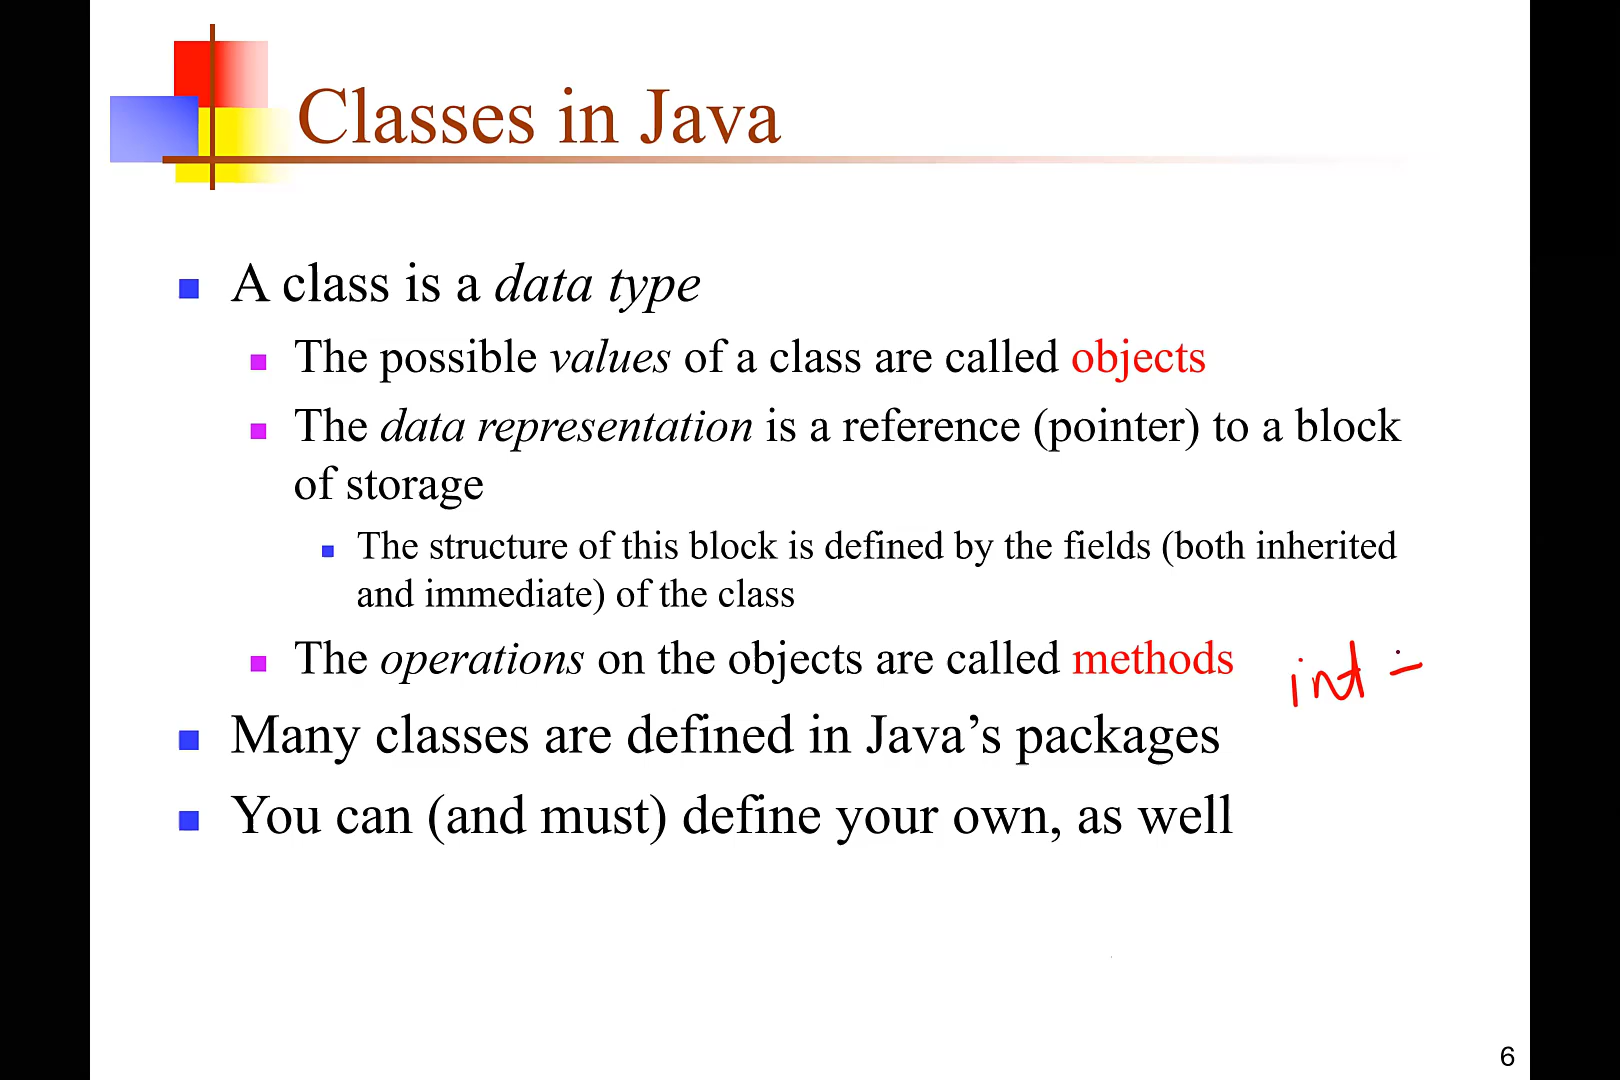 Classes in Java
A class is a data type
The possible values of a class are called objects
The data representation is a reference (pointer) to a block
of storage
The structure of this block is defined by the fields (both inherited
and immediate) of the class
The operations on the objects are called methods
int -
Many classes are defined in Java’s packages
You can (and must) define your own, as well
6